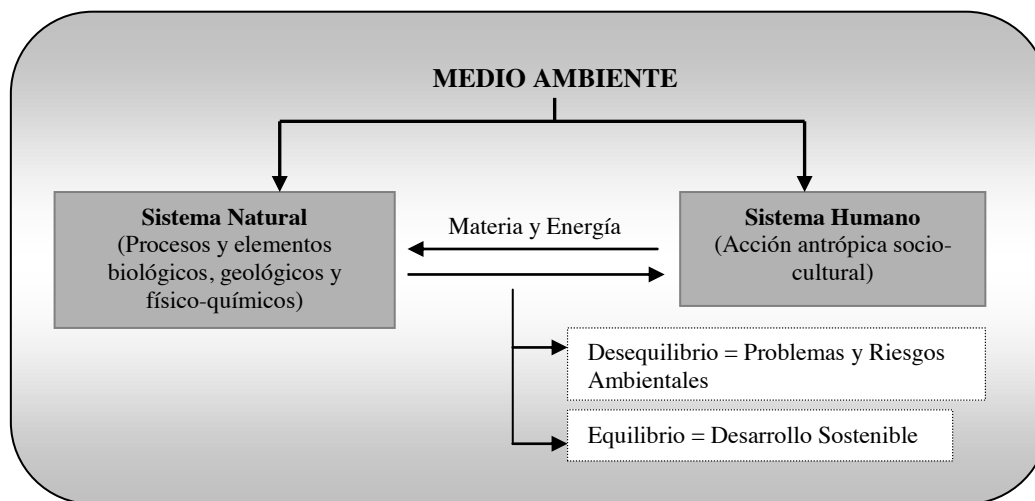 MEDIO AMBIENTE
Sistema Natural
(Procesos y elementos
biológicos, geológicos y
físico-químicos)
Materia y Energía
Sistema Humano
(Acción antrópica socio-
cultural)
Desequilibrio = Problemas y Riesgos
Ambientales
Equilibrio = Desarrollo Sostenible